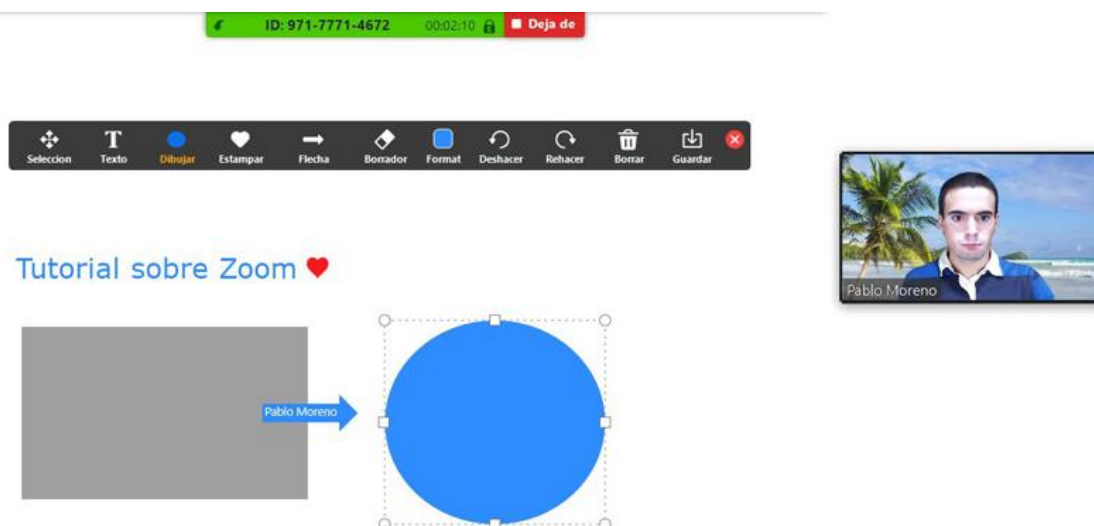 ID: 971-7771-4672 00:02:10 Deja de
Seleccion Texto Dibujar Estampar Flecha Borrador Format Deshacer Rehacer Borrar Guardar
Tutorial sobre Zoom
Pablo Moreno
Pablo Moreno